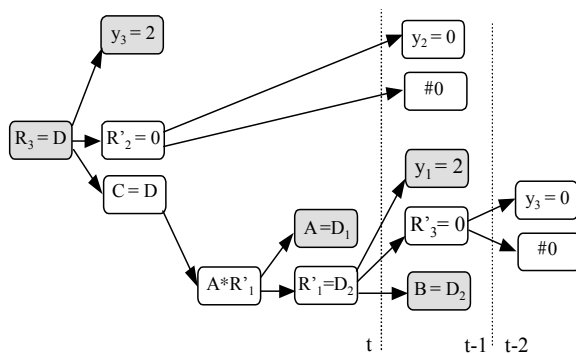 y₃ = 2
y₂ = 0
#0
R₃ = D
R'₂ = 0
C = D
y₁ = 2
y₃ = 0
A = D₁
R'₃ = 0
#0
A*R'₁
R'₁=D₂
B = D₂
t
t-1
t-2